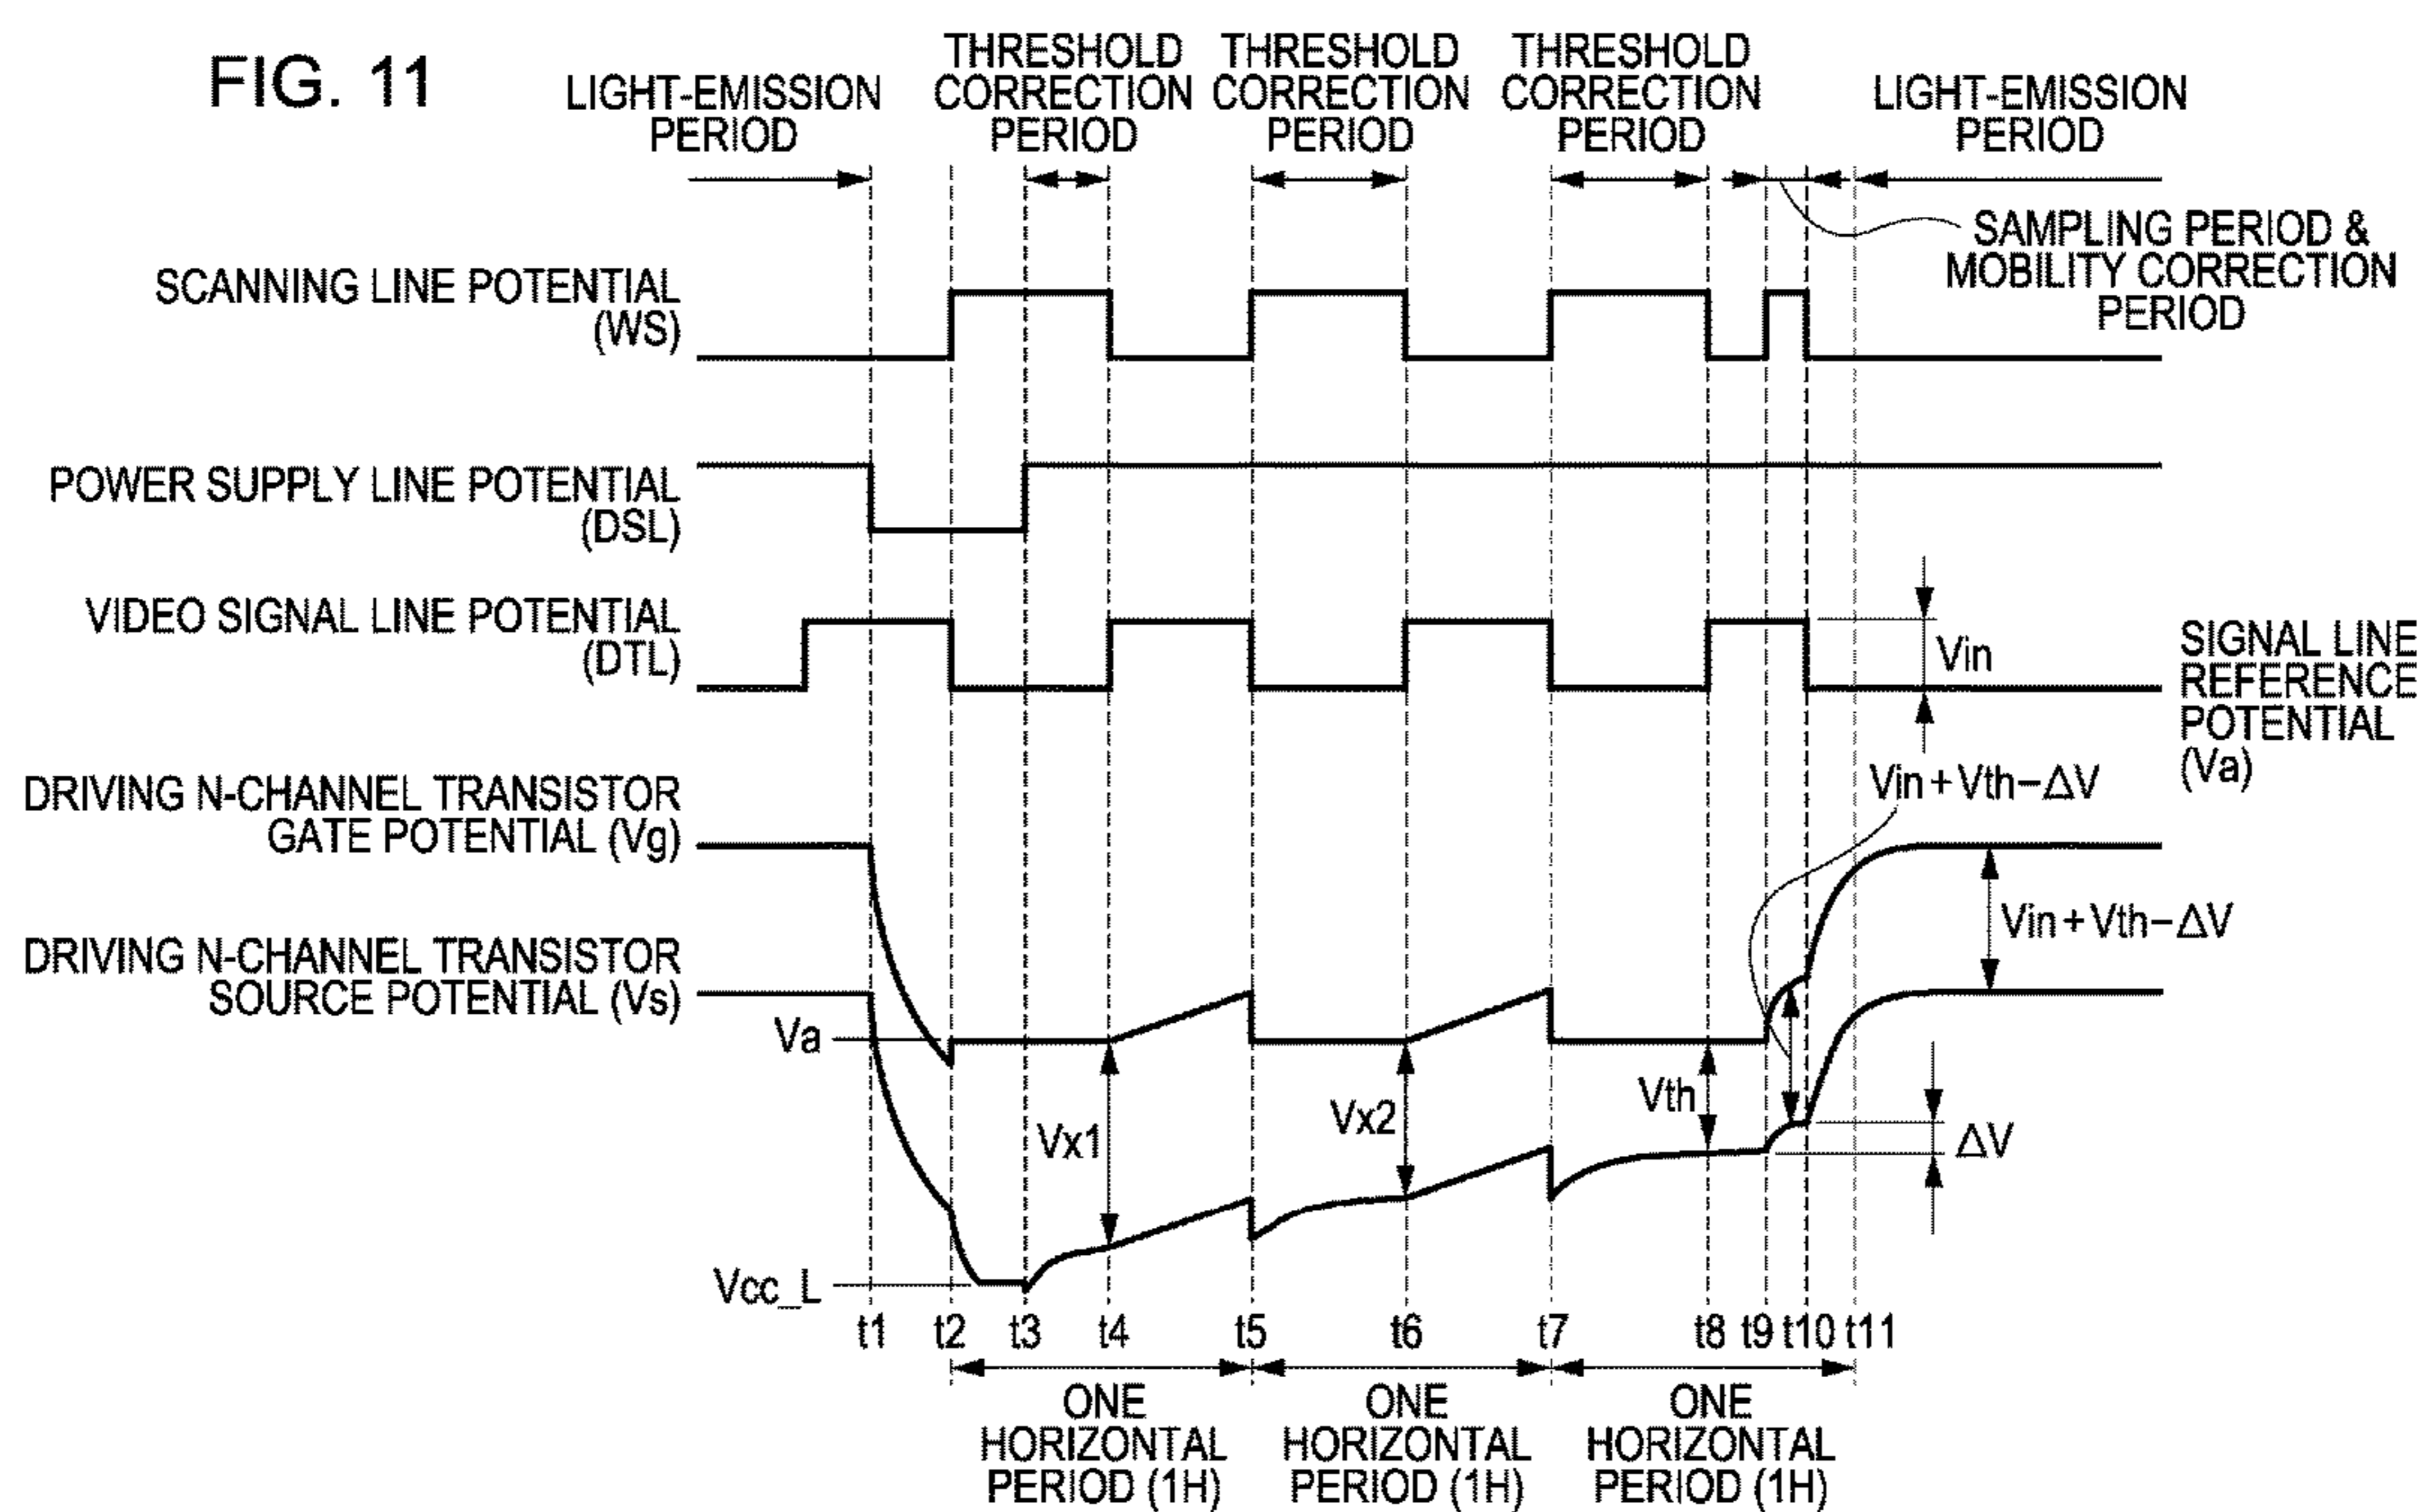 FIG. 11
LIGHT-EMISSION
PERIOD
THRESHOLD
CORRECTION
PERIOD
THRESHOLD
CORRECTION
PERIOD
THRESHOLD
CORRECTION
PERIOD
LIGHT-EMISSION
PERIOD
SAMPLING PERIOD &
MOBILITY CORRECTION
PERIOD
SCANNING LINE POTENTIAL
(WS)
POWER SUPPLY LINE POTENTIAL
(DSL)
VIDEO SIGNAL LINE POTENTIAL
(DTL)
Vin
SIGNAL LINE
REFERENCE
POTENTIAL
(Va)
DRIVING N-CHANNEL TRANSISTOR
GATE POTENTIAL (Vg)
Vin+Vth−ΔV
Vin+Vth−ΔV
DRIVING N-CHANNEL TRANSISTOR
SOURCE POTENTIAL (Vs)
Va
Vx1
Vx2
Vth
ΔV
Vcc_L
t1 t2 t3 t4 t5 t6 t7 t8 t9 t10 t11
ONE
HORIZONTAL
PERIOD (1H)
ONE
HORIZONTAL
PERIOD (1H)
ONE
HORIZONTAL
PERIOD (1H)